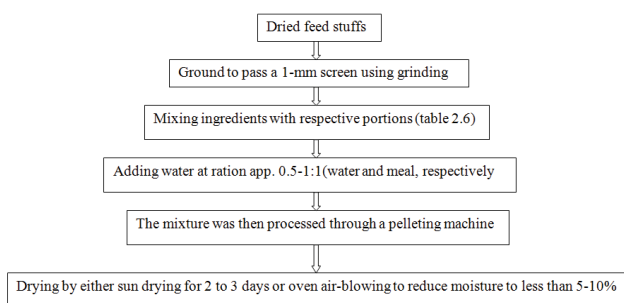 Dried feed stuffs
Ground to pass a 1-mm screen using grinding
Mixing ingredients with respective portions (table 2.6)
Adding water at ration app. 0.5-1:1(water and meal, respectively
The mixture was then processed through a pelleting machine
Drying by either sun drying for 2 to 3 days or oven air-blowing to reduce moisture to less than 5-10%